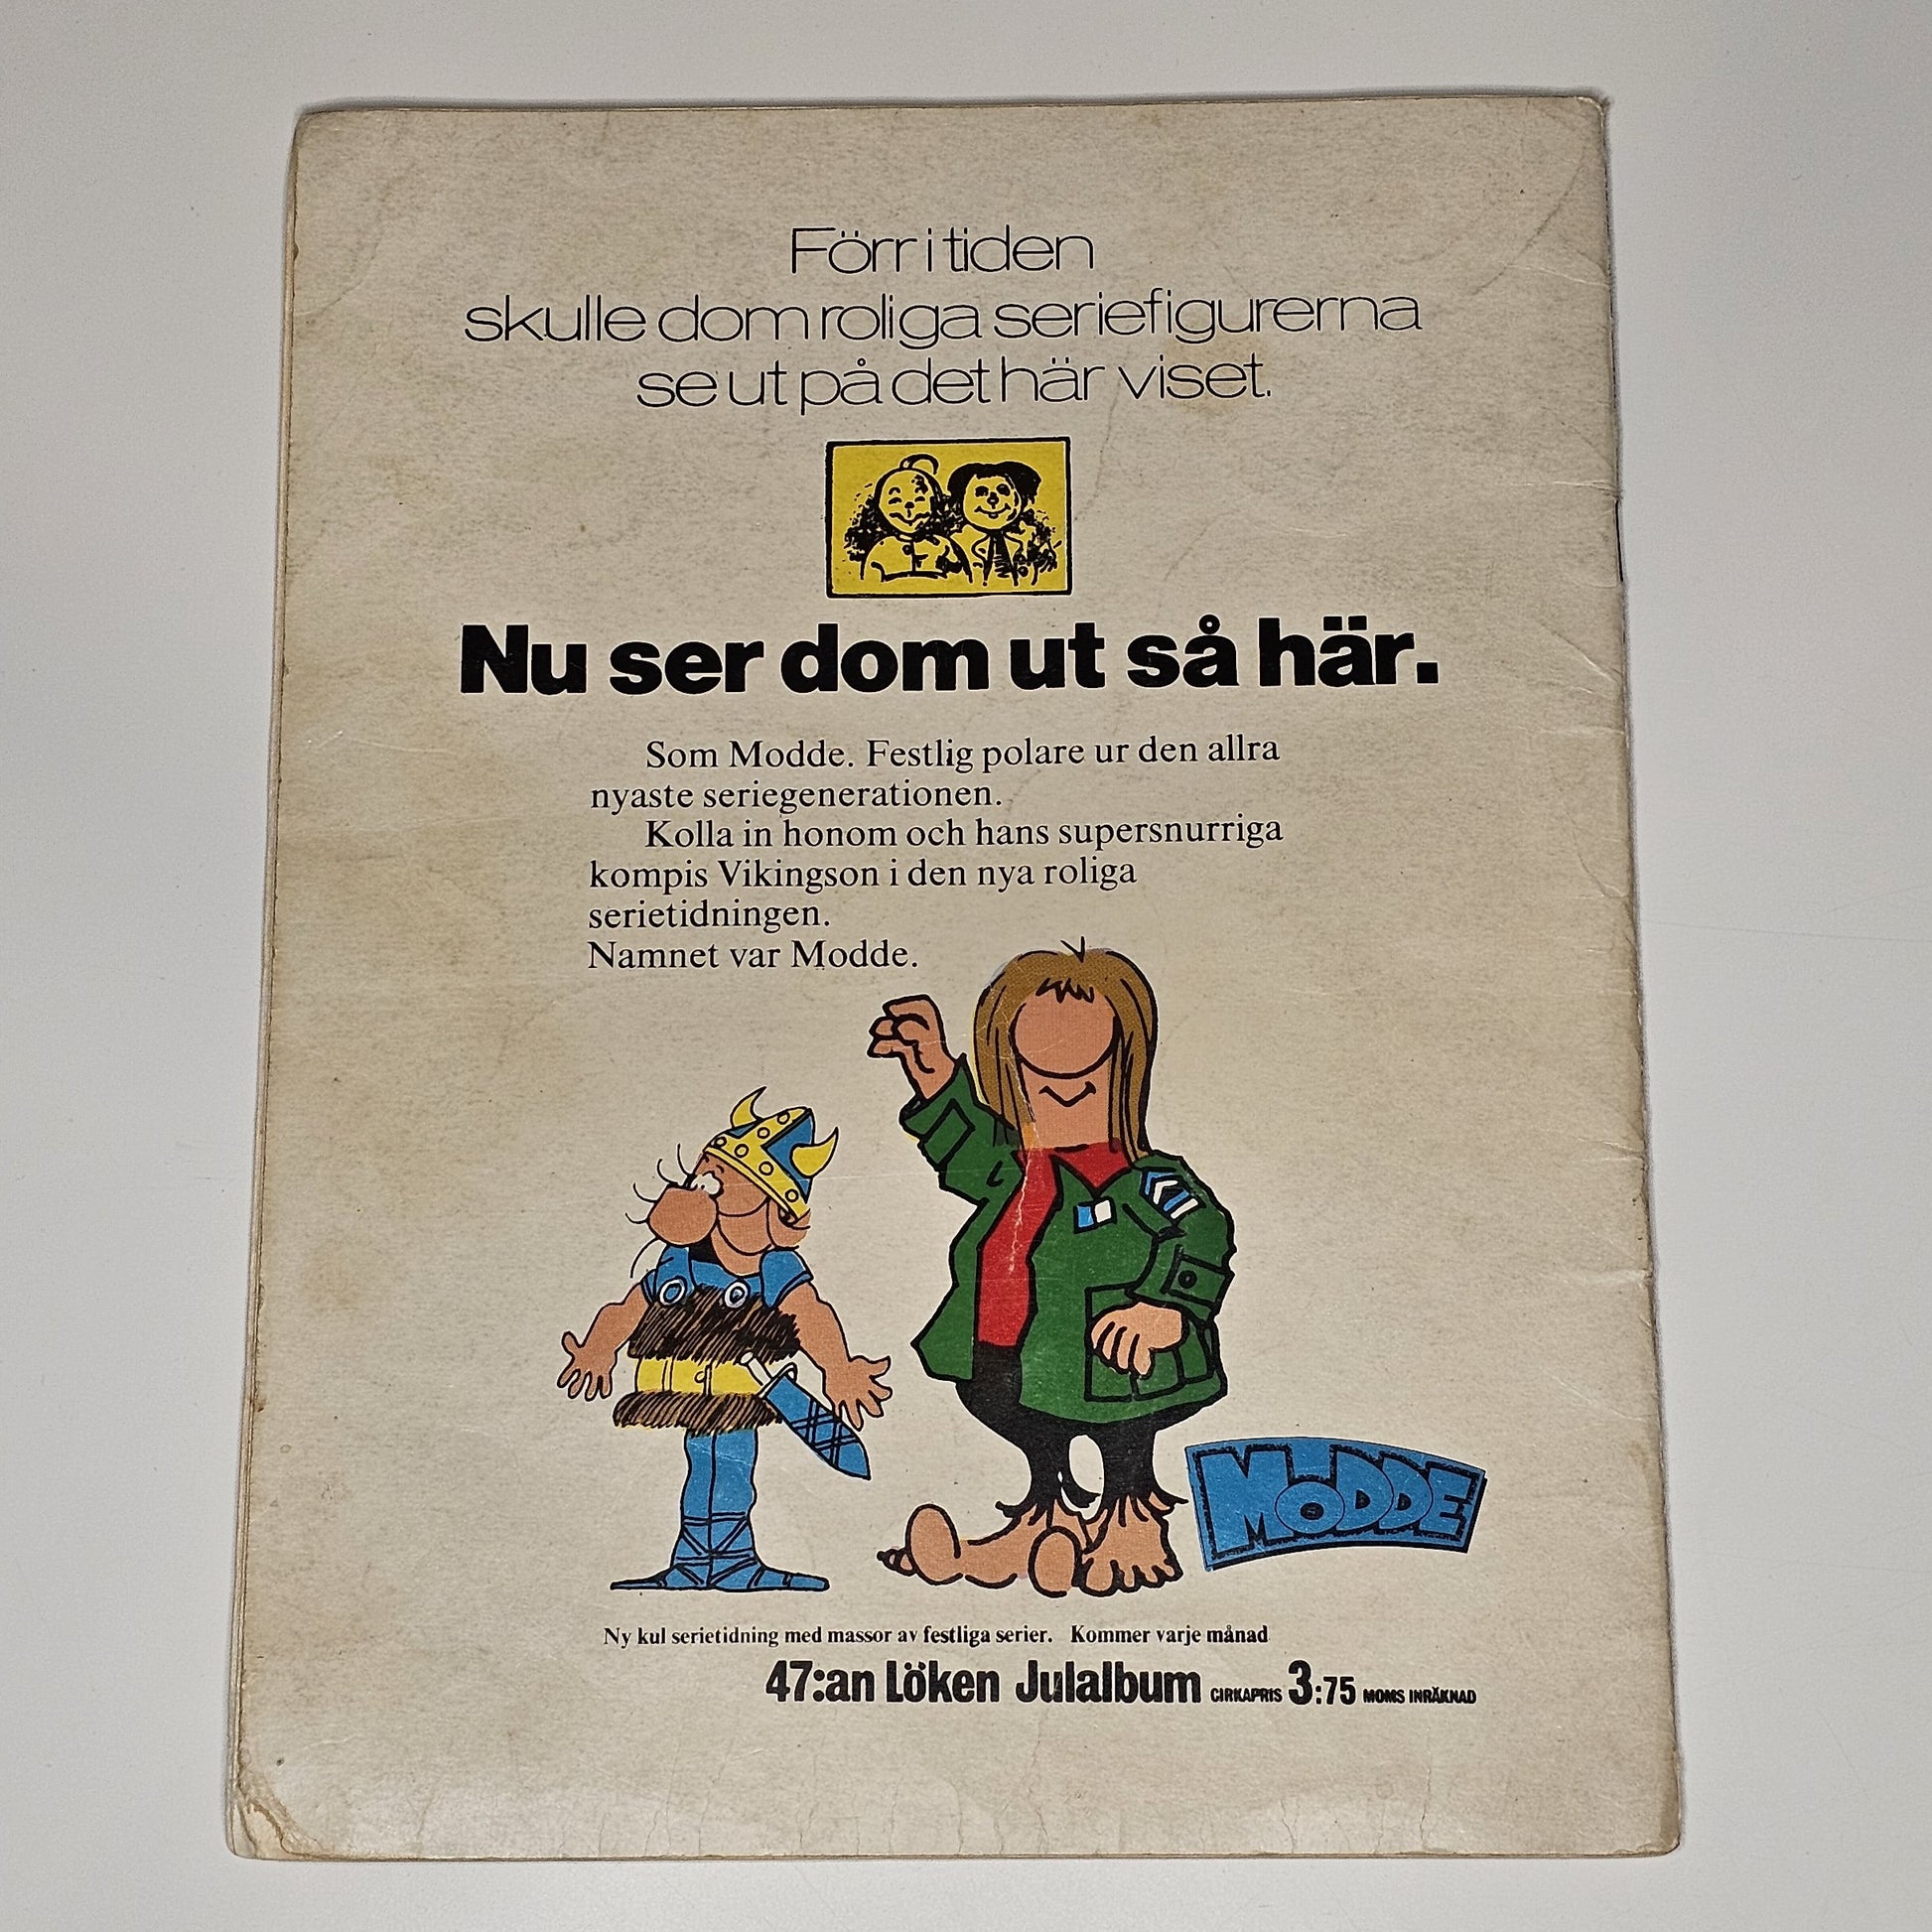 Förr i tiden
skulle dom roliga seriefigurerna
se ut på det här viset.
Nu ser dom ut så här.
Som Modde. Festlig polare ur den allra
nyaste seriegenerationen.
Kolla in honom och hans supersnurriga
kompis Vikingson i den nya roliga
serietidningen.
Namnet var Modde.
MODDE
Ny kul serietidning med massor av festliga serier. Kommer varje månad
47:an Löken Julalbum CIRKAPRIS 3:75 MOMS INRÄKNAD